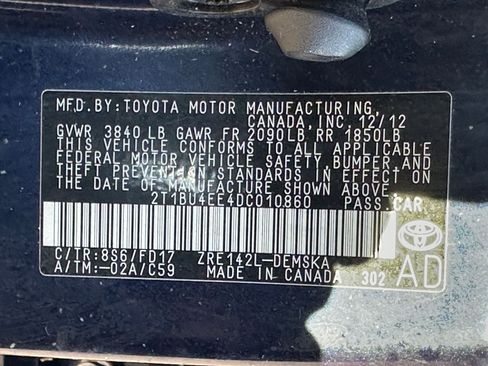 MFD.BY:TOYOTA MOTOR MANUFACTURING,
CANADA,INC. 12/12
GVWR 3840LB GAWR FR 2090LB RR 1850LB
THIS VEHICLE CONFORMS TO ALL APPLICABLE
FEDERAL MOTOR VEHICLE SAFETY, BUMPER, AND
THEFT PREVENTION STANDARDS IN EFFECT ON
THE DATE OF MANUFACTURE SHOWN ABOVE.
2T1BU4EE4DC010860 PASS.CAR
C/TR:8S6/FD17 ZRE142L-DEMSKA
A/TM:-02A/C59 MADE IN CANADA 302
AD